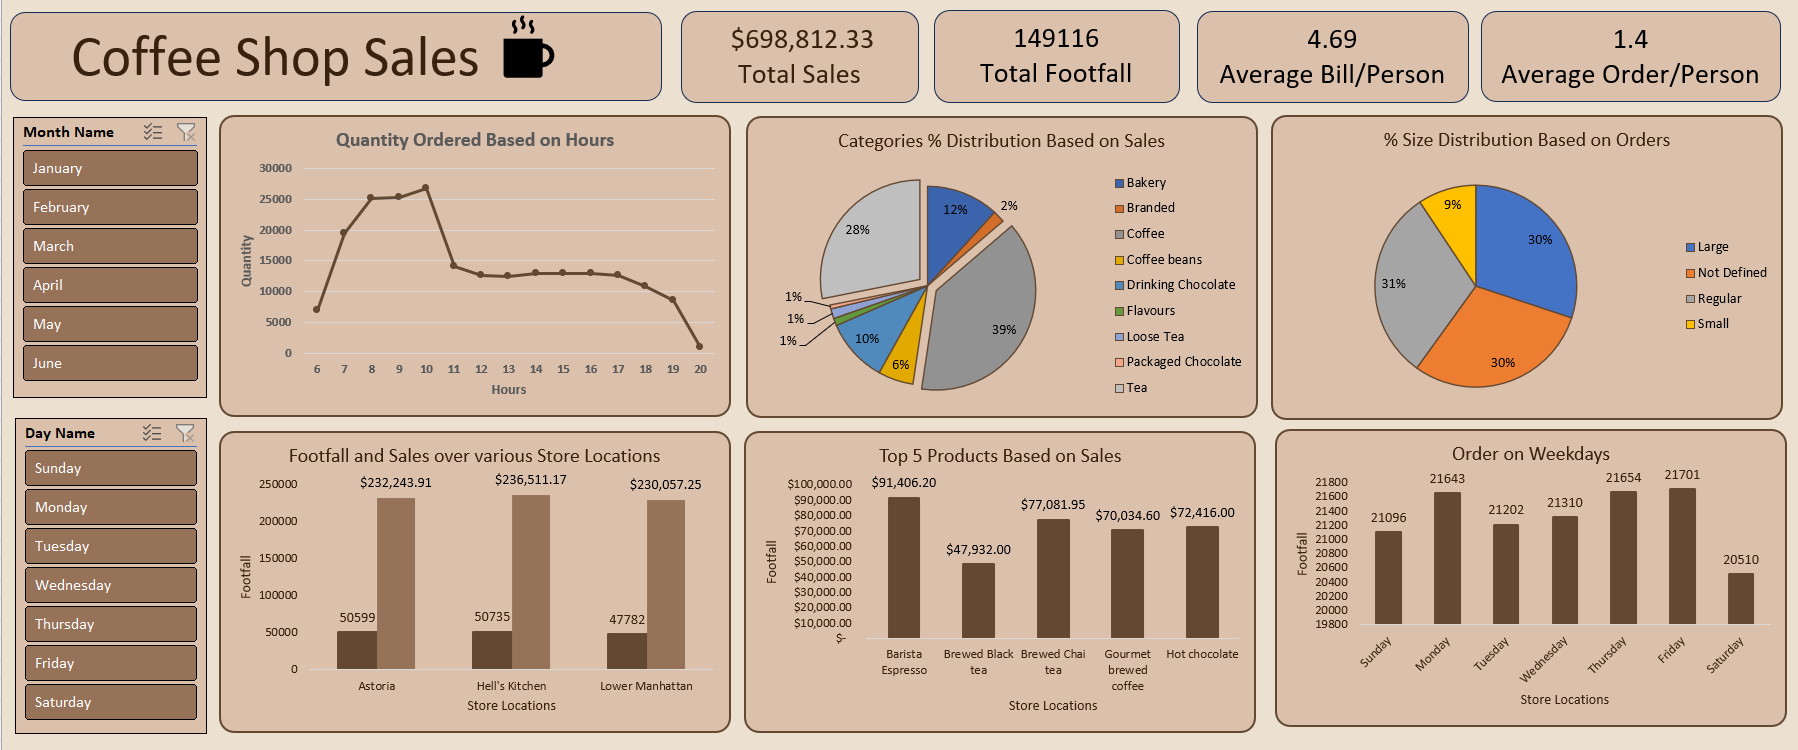 Coffee Shop Sales
$698,812.33
Total Sales
149116
Total Footfall
4.69
Average Bill/Person
1.4
Average Order/Person
Month Name
January
February
March
April
May
June
Day Name
Sunday
Monday
Tuesday
Wednesday
Thursday
Friday
Saturday
Quantity Ordered Based on Hours
Quantity
30000
25000
20000
15000
10000
5000
0
6 7 8 9 10 11 12 13 14 15 16 17 18 19 20
Hours
Categories % Distribution Based on Sales
12%
2%
39%
6%
10%
1%
1%
1%
28%
Bakery
Branded
Coffee
Coffee beans
Drinking Chocolate
Flavours
Loose Tea
Packaged Chocolate
Tea
% Size Distribution Based on Orders
30%
30%
31%
9%
Large
Not Defined
Regular
Small
Footfall and Sales over various Store Locations
Footfall
250000
200000
150000
100000
50000
0
$232,243.91
$236,511.17
$230,057.25
50599
50735
47782
Astoria
Hell's Kitchen
Lower Manhattan
Store Locations
Top 5 Products Based on Sales
Footfall
$100,000.00
$90,000.00
$80,000.00
$70,000.00
$60,000.00
$50,000.00
$40,000.00
$30,000.00
$20,000.00
$10,000.00
$-
$91,406.20
$47,932.00
$77,081.95
$70,034.60
$72,416.00
Barista
Espresso
Brewed Black
tea
Brewed Chai
tea
Gourmet
brewed
coffee
Hot chocolate
Store Locations
Order on Weekdays
Footfall
21800
21600
21400
21200
21000
20800
20600
20400
20200
20000
19800
21096
21643
21202
21310
21654
21701
20510
Sunday
Monday
Tuesday
Wednesday
Thursday
Friday
Saturday
Store Locations